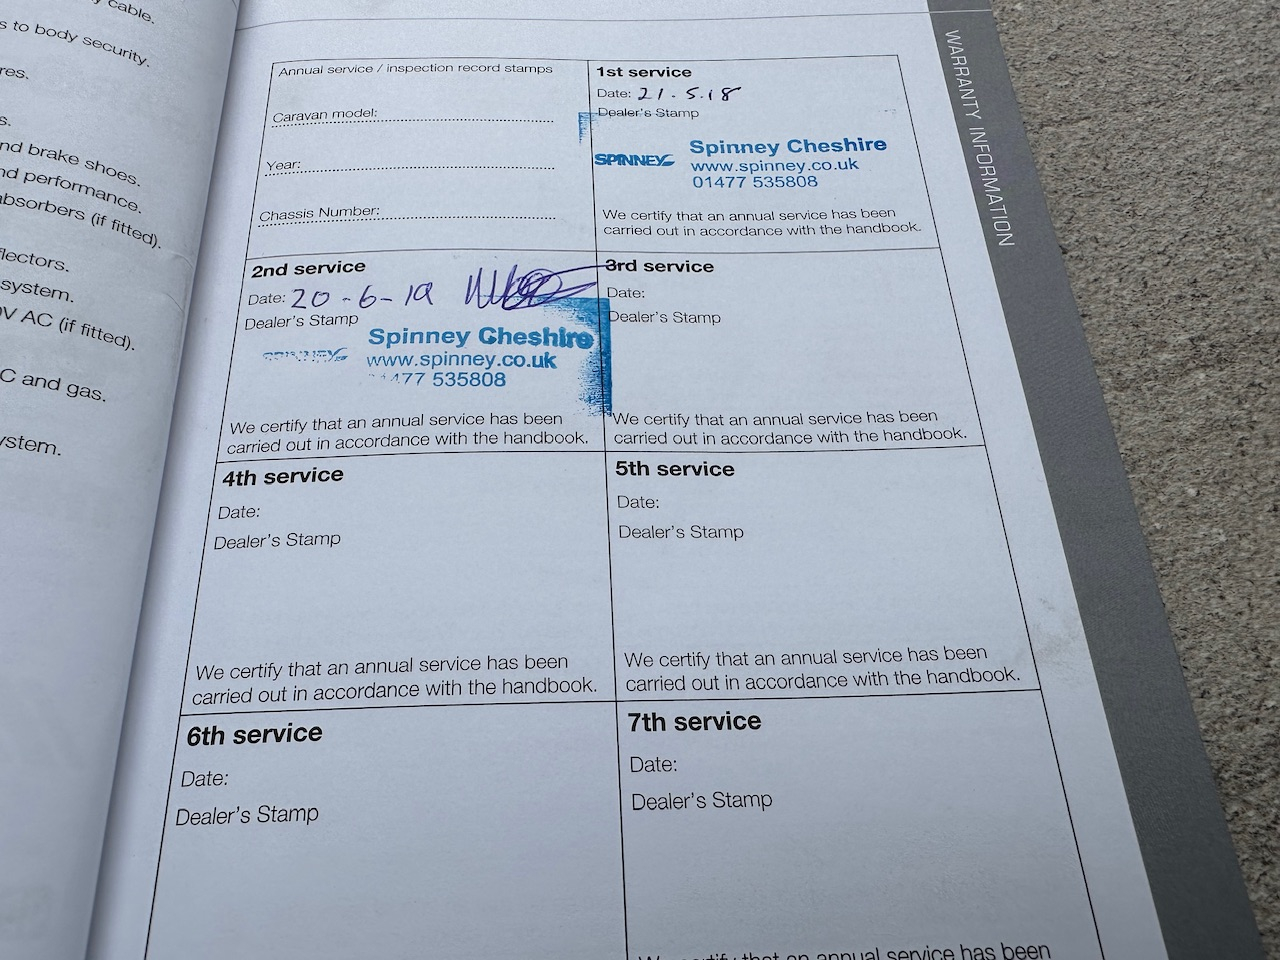 cable.
s to body security.
res.
s.
nd brake shoes.
nd performance.
absorbers (if fitted).
flectors.
system.
V AC (if fitted).
C and gas.
ystem.
WARRANTY INFORMATION
Annual service / inspection record stamps
Caravan model:
Year:
Chassis Number:
1st service
Date: 21-5-18
Dealer's Stamp
SPINNEY
Spinney Cheshire
www.spinney.co.uk
01477 535808
We certify that an annual service has been
carried out in accordance with the handbook.
2nd service
Date: 20-6-19
Dealer's Stamp
SPINNEY
Spinney Cheshire
www.spinney.co.uk
477 535808
We certify that an annual service has been
carried out in accordance with the handbook.
3rd service
Date:
Dealer's Stamp
We certify that an annual service has been
carried out in accordance with the handbook.
4th service
Date:
Dealer's Stamp
We certify that an annual service has been
carried out in accordance with the handbook.
5th service
Date:
Dealer's Stamp
We certify that an annual service has been
carried out in accordance with the handbook.
6th service
Date:
Dealer's Stamp
7th service
Date:
Dealer's Stamp
We certify that an annual service has been